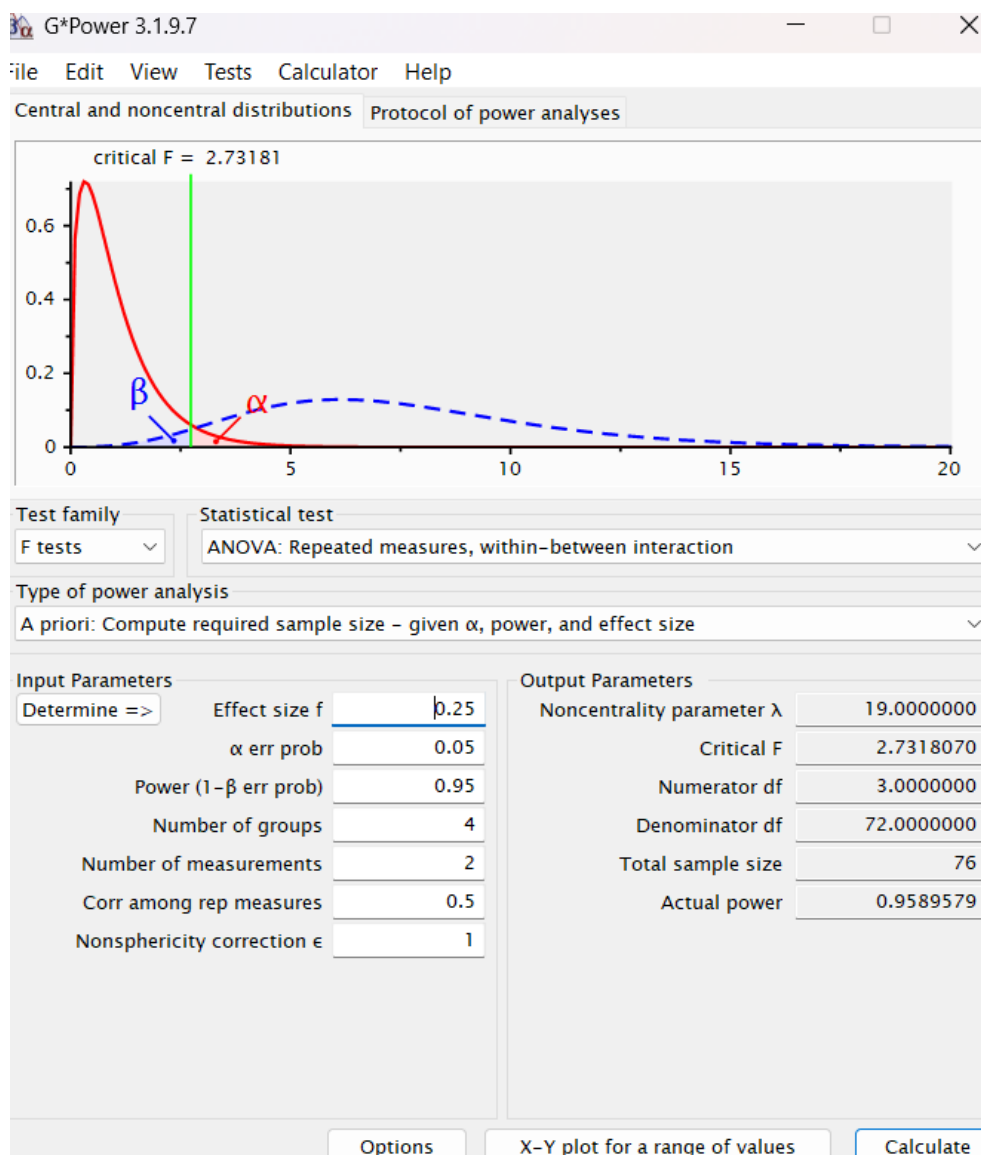 G*Power 3.1.9.7
File Edit View Tests Calculator Help
Central and noncentral distributions Protocol of power analyses
critical F = 2.73181
0.6
0.4
0.2
0
β α
0 5 10 15 20
Test family Statistical test
F tests ANOVA: Repeated measures, within-between interaction
Type of power analysis
A priori: Compute required sample size - given α, power, and effect size
Input Parameters Output Parameters
Determine => Effect size f 0.25 Noncentrality parameter λ 19.0000000
α err prob 0.05 Critical F 2.7318070
Power (1-β err prob) 0.95 Numerator df 3.0000000
Number of groups 4 Denominator df 72.0000000
Number of measurements 2 Total sample size 76
Corr among rep measures 0.5 Actual power 0.9589579
Nonsphericity correction ϵ 1
Options X-Y plot for a range of values Calculate